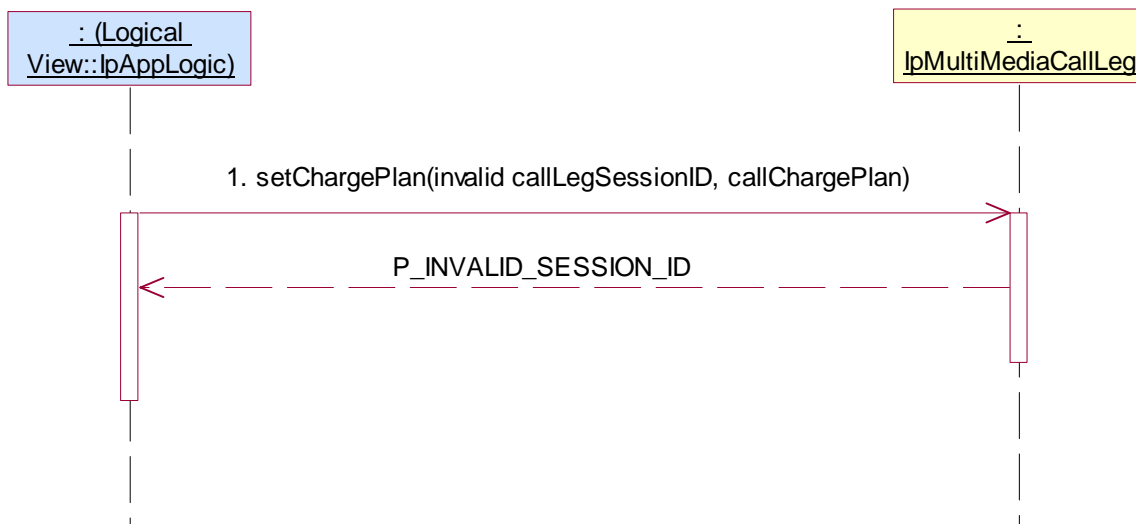 : (Logical
View::IpAppLogic)
:
IpMultiMediaCallLeg
1. setChargePlan(invalid callLegSessionID, callChargePlan)
P_INVALID_SESSION_ID